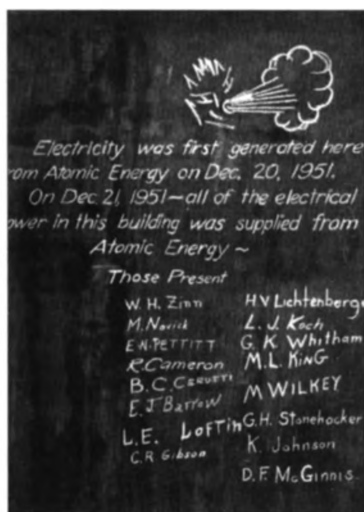 Electricity was first generated here
rom Atomic Energy on Dec. 20, 1951.
On Dec. 21, 1951~all of the electrical
ower in this building was supplied from
Atomic Energy ~
Those Present
W. H. Zinn
M. Novick
E.N. PETTITT
R. Cameron
B. C. CERUTTI
E. J. Barrow
L. E. LOFTIN
C. R. Gibson
H V Lichtenberge
L. J. Koch
G. K. Whitham
M. L. KING
M WILKEY
G. H. Stonehocker
K. Johnson
D. F. McGinnis